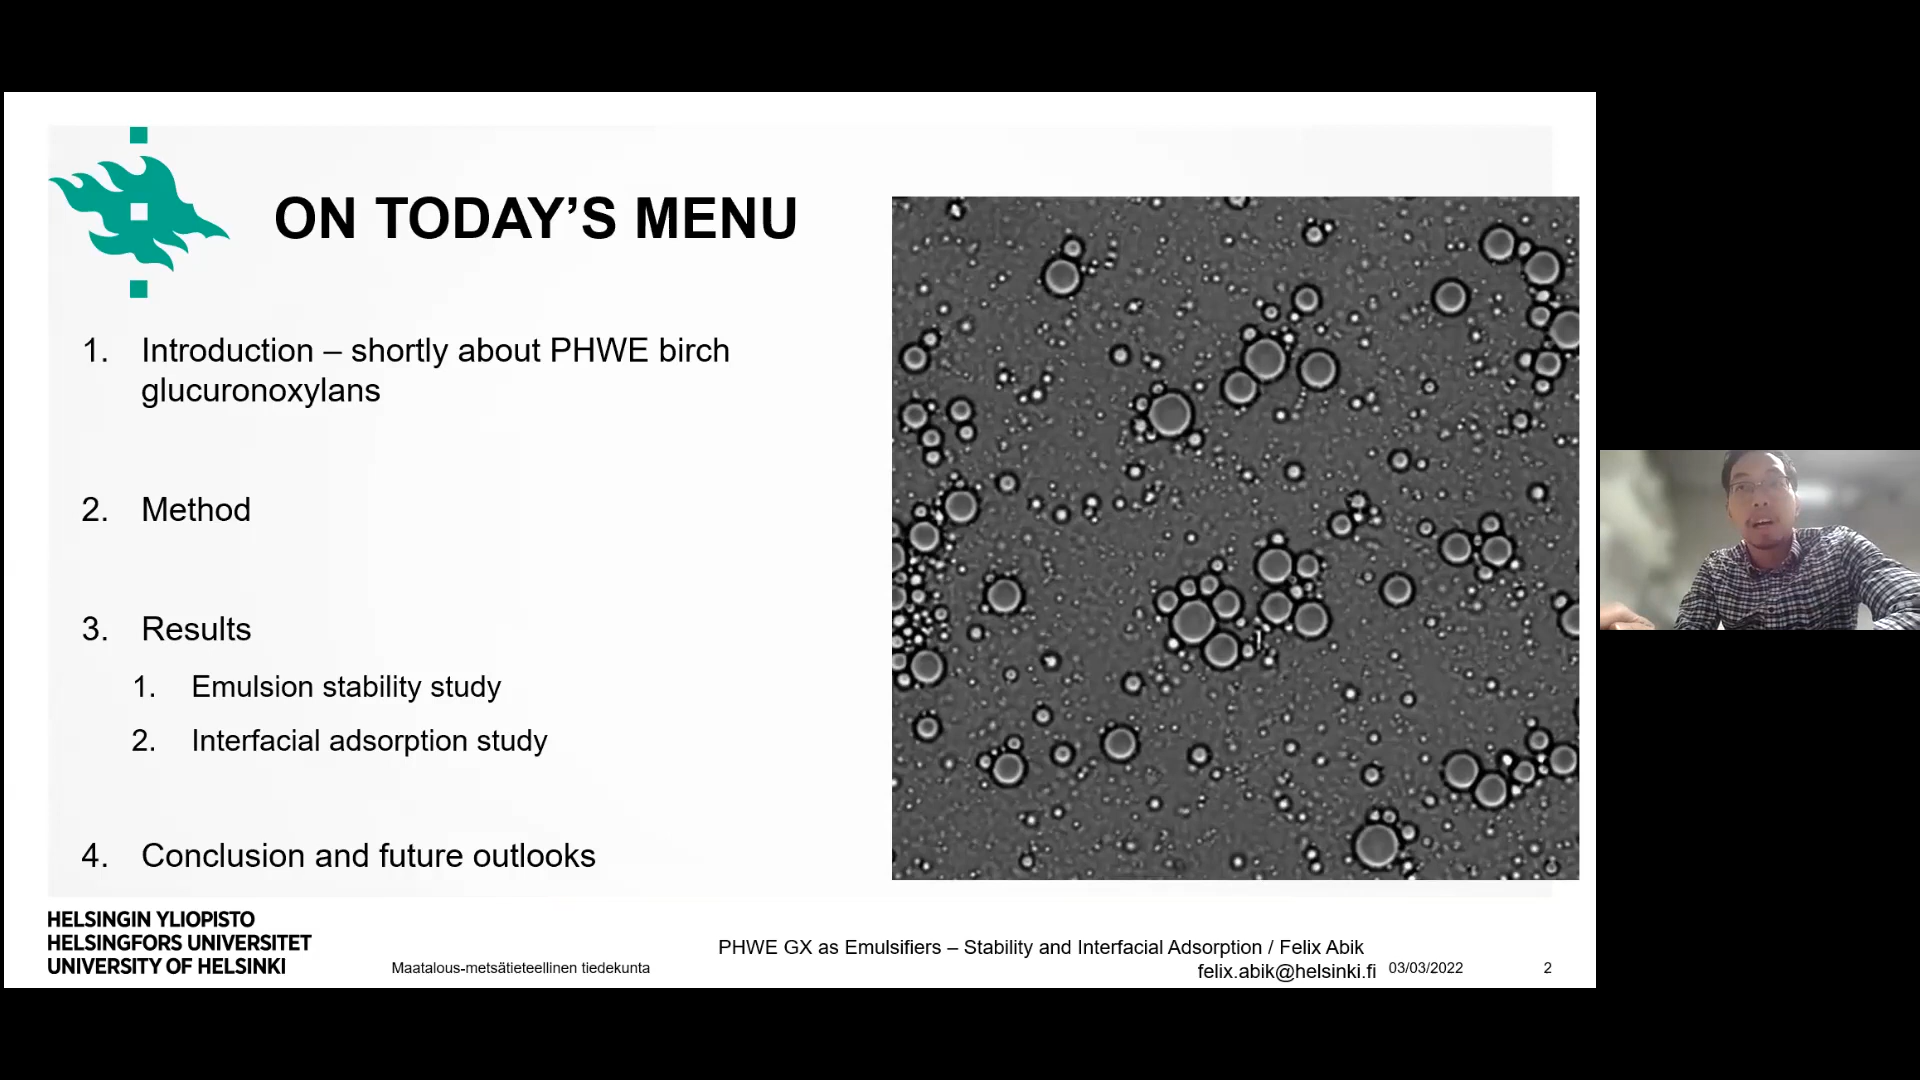 ON TODAY’S MENU
1. Introduction – shortly about PHWE birch
glucuronoxylans
2. Method
3. Results
1. Emulsion stability study
2. Interfacial adsorption study
4. Conclusion and future outlooks
HELSINGIN YLIOPISTO
HELSINGFORS UNIVERSITET
UNIVERSITY OF HELSINKI
Maatalous-metsätieteellinen tiedekunta
PHWE GX as Emulsifiers – Stability and Interfacial Adsorption / Felix Abik
felix.abik@helsinki.fi
03/03/2022
2